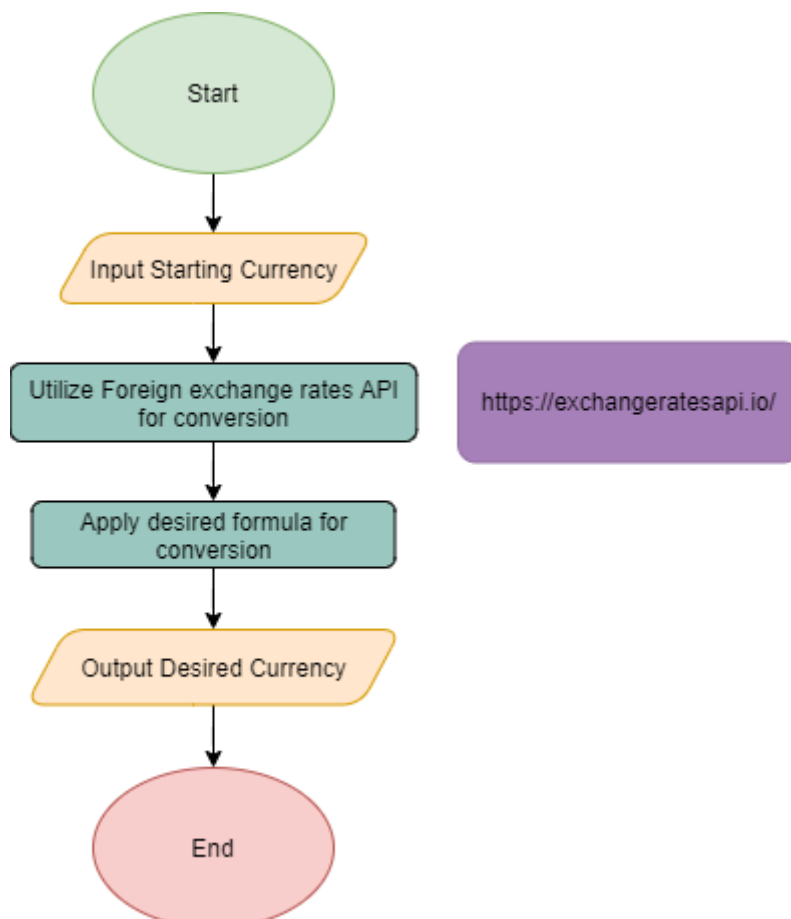 Start
Input Starting Currency
Utilize Foreign exchange rates API
for conversion
https://exchangeratesapi.io/
Apply desired formula for
conversion
Output Desired Currency
End